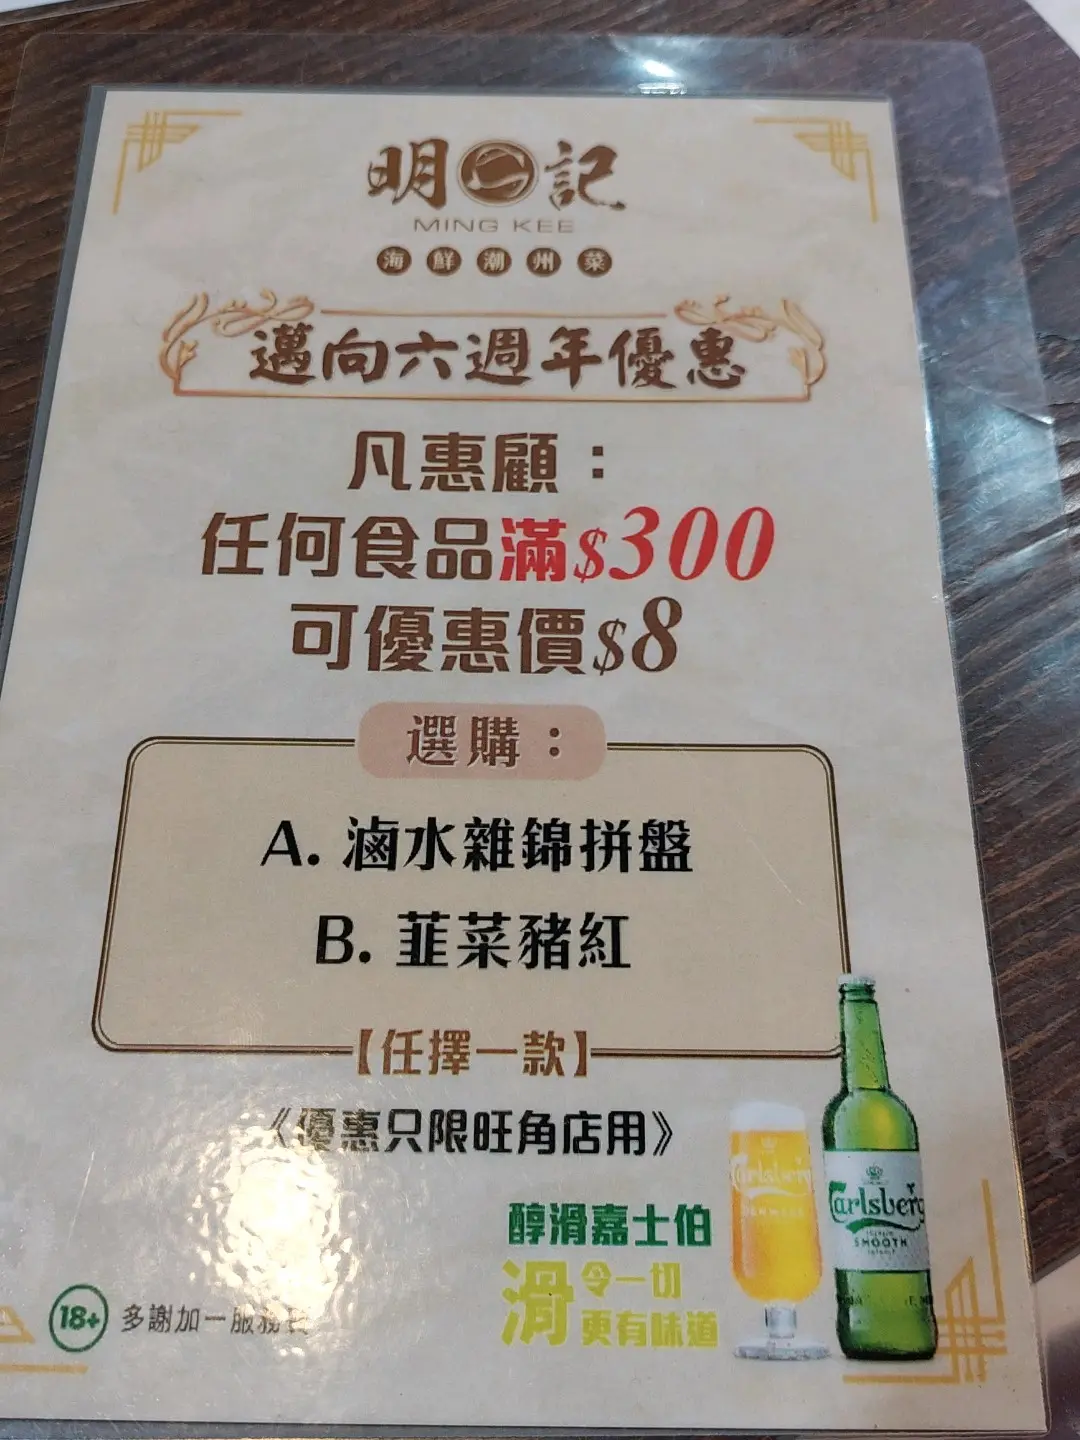 明記
MING KEE
海鮮潮州菜
邁向六週年優惠
凡惠顧：
任何食品滿$300
可優惠價$8
選購：
A. 滷水雜錦拼盤
B. 韮菜豬紅
【任擇一款】
《優惠只限旺角店用》
醇滑嘉士伯
滑 令一切
更有味道
Carlsberg
Carlsberg
SMOOTH
18+ 多謝加一服務費